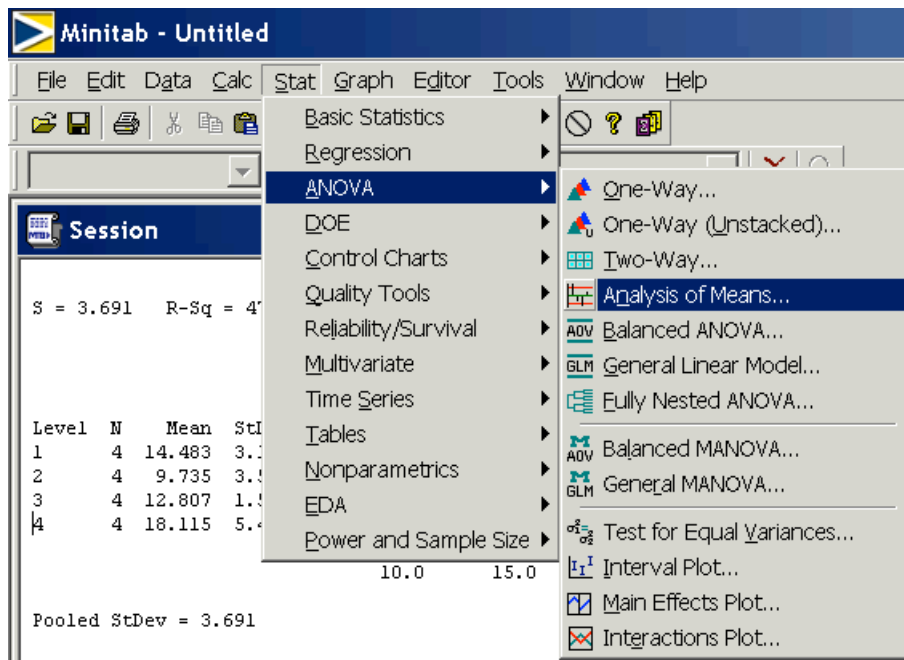 Minitab - Untitled
File Edit Data Calc Stat Graph Editor Tools Window Help
Basic Statistics
Regression
ANOVA
DOE
Control Charts
Quality Tools
Reliability/Survival
Multivariate
Time Series
Tables
Nonparametrics
EDA
Power and Sample Size
One-Way...
One-Way (Unstacked)...
Two-Way...
Analysis of Means...
Balanced ANOVA...
General Linear Model...
Fully Nested ANOVA...
Balanced MANOVA...
General MANOVA...
Test for Equal Variances...
Interval Plot...
Main Effects Plot...
Interactions Plot...
Session
S = 3.691 R-Sq = 4
Level N Mean
1 4 14.483 3.
2 4 9.735 3.
3 4 12.807 1.
4 4 18.115 5.
10.0 15.0
Pooled StDev = 3.691